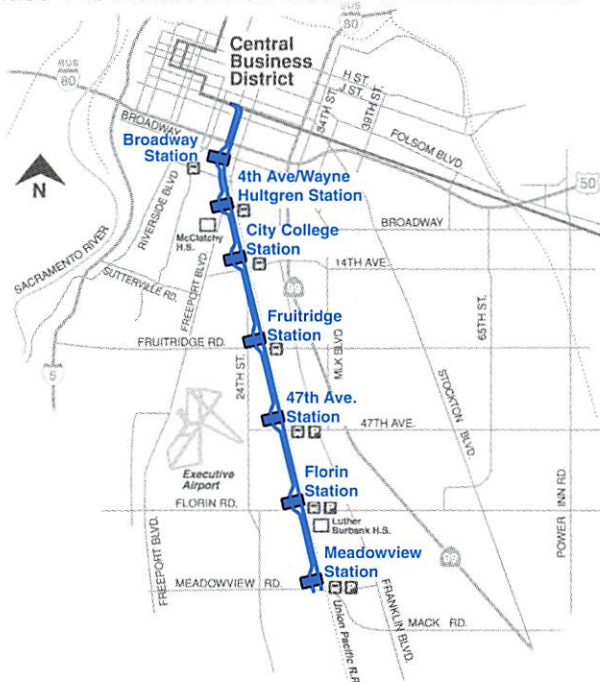 BUS
80
80
Central
Business
District
H ST.
J ST.
34TH ST.
39TH ST.
FOLSOM BLVD.
BROADWAY
Broadway
Station
N
50
RIVERSIDE BLVD
4th Ave/Wayne
Hultgren Station
BROADWAY
McClatchy
H.S.
City College
Station
SACRAMENTO RIVER
FREEPORT BLVD.
SUTTERVILLE RD.
14TH AVE.
99
65TH ST.
Fruitridge
Station
FRUITRIDGE RD.
MLK BLVD
24TH ST.
5
STOCKTON BLVD.
47th Ave.
Station
47TH AVE.
P
Executive
Airport
Florin
Station
FLORIN RD.
P
Luther
Burbank H.S.
POWER INN RD
FREEPORT BLVD.
Meadowview
Station
99
MEADOWVIEW RD.
P
Union Pacific R.R
FRANKLIN BLVD.
MACK RD.